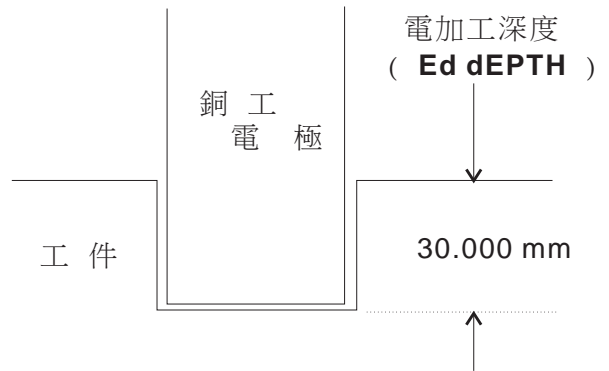 電加工深度
( Ed dEPTH )
銅 工
電 極
工 件
30.000 mm